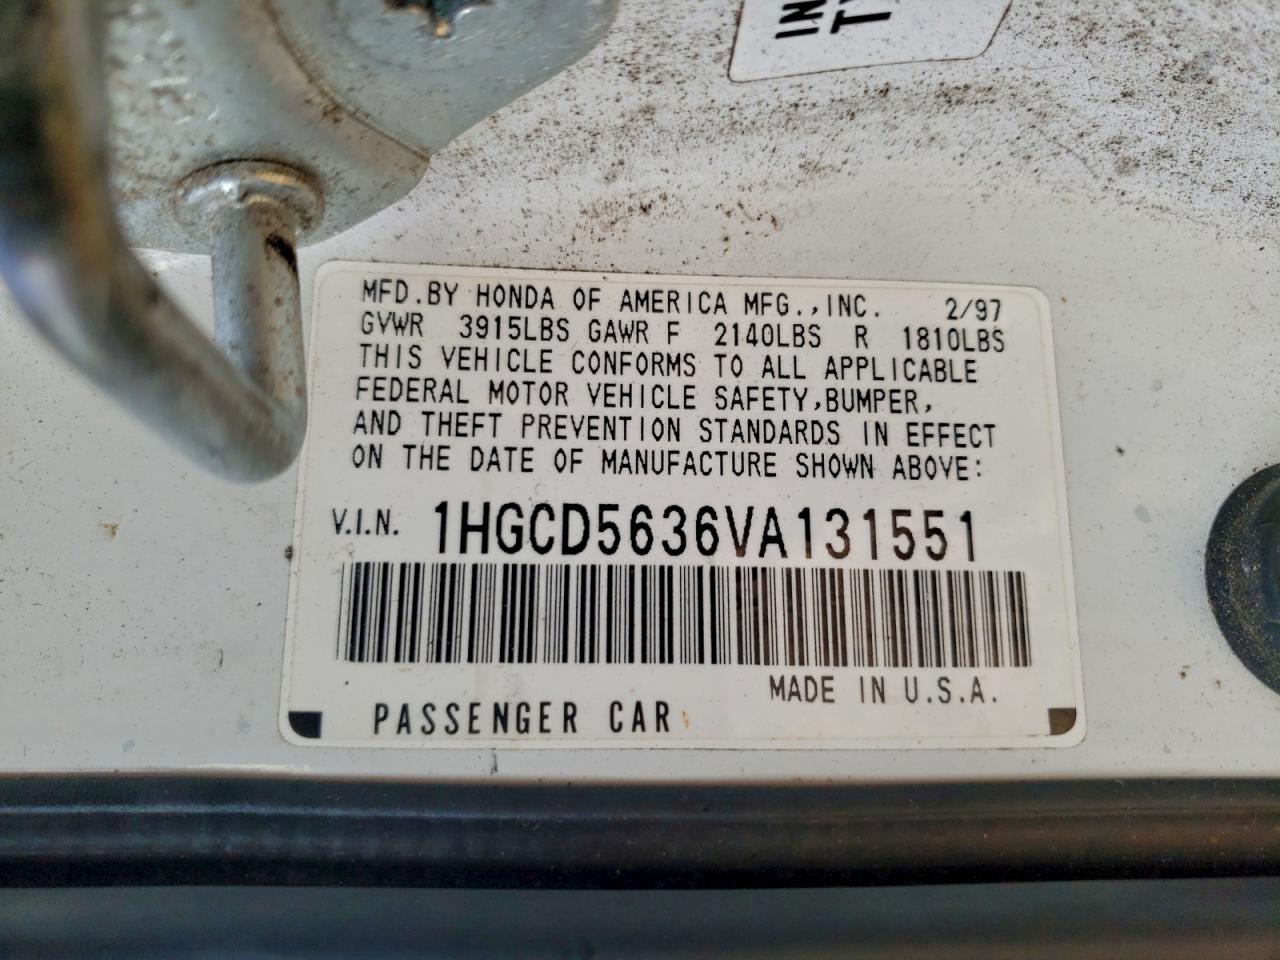 IN
MFD.BY HONDA OF AMERICA MFG.,INC. 2/97
GVWR 3915LBS GAWR F 2140LBS R 1810LBS
THIS VEHICLE CONFORMS TO ALL APPLICABLE
FEDERAL MOTOR VEHICLE SAFETY,BUMPER,
AND THEFT PREVENTION STANDARDS IN EFFECT
ON THE DATE OF MANUFACTURE SHOWN ABOVE:
V.I.N. 1HGCD5636VA131551
MADE IN U.S.A.
PASSENGER CAR